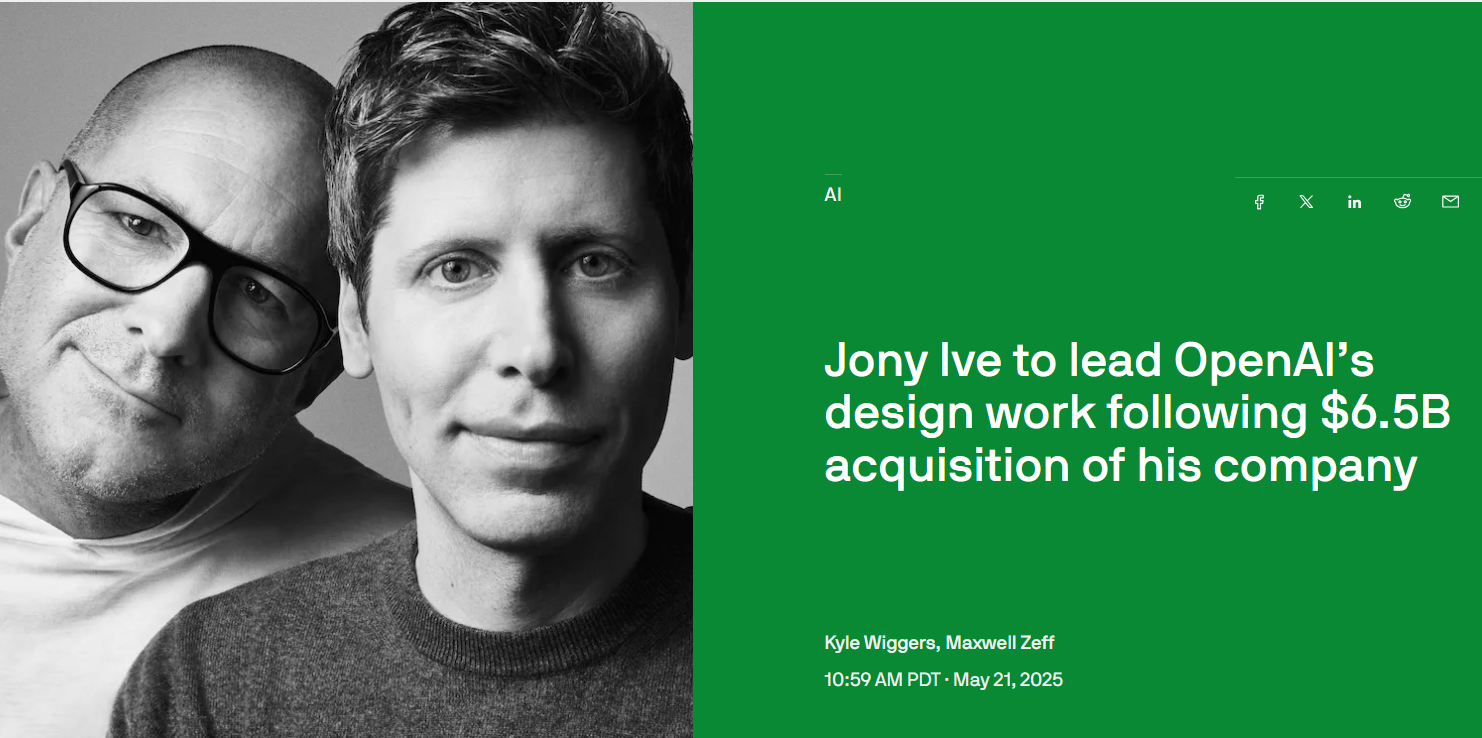 AI
Jony Ive to lead OpenAI’s
design work following $6.5B
acquisition of his company
Kyle Wiggers, Maxwell Zeff
10:59 AM PDT · May 21, 2025